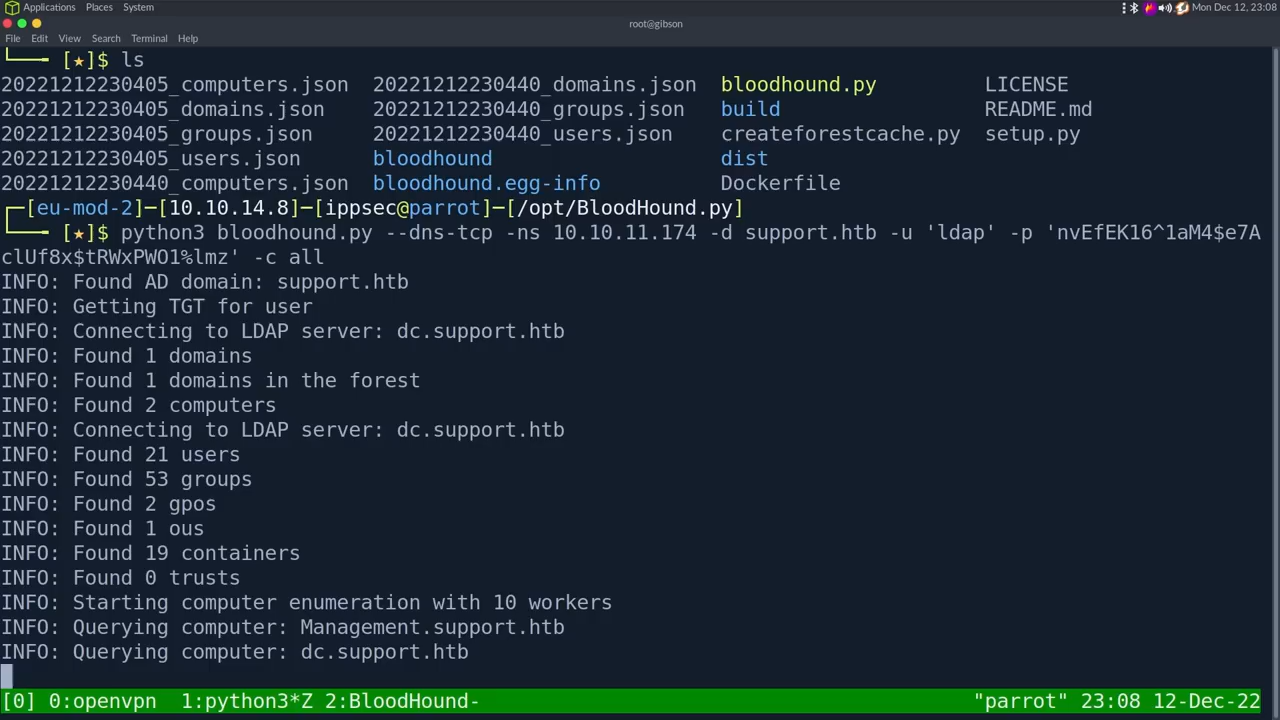 Applications Places System Mon Dec 12, 23:08
root@gibson
File Edit View Search Terminal Help
└──╼ [★]$ ls
20221212230405_computers.json 20221212230440_domains.json bloodhound.py LICENSE
20221212230405_domains.json 20221212230440_groups.json build README.md
20221212230405_groups.json 20221212230440_users.json createforestcache.py setup.py
20221212230405_users.json bloodhound dist
20221212230440_computers.json bloodhound.egg-info Dockerfile
┌─[eu-mod-2]─[10.10.14.8]─[ippsec@parrot]─[/opt/BloodHound.py]
└──╼ [★]$ python3 bloodhound.py --dns-tcp -ns 10.10.11.174 -d support.htb -u 'ldap' -p 'nvEfEK16^1aM4$e7A
clUf8x$tRWxPWO1%lmz' -c all
INFO: Found AD domain: support.htb
INFO: Getting TGT for user
INFO: Connecting to LDAP server: dc.support.htb
INFO: Found 1 domains
INFO: Found 1 domains in the forest
INFO: Found 2 computers
INFO: Connecting to LDAP server: dc.support.htb
INFO: Found 21 users
INFO: Found 53 groups
INFO: Found 2 gpos
INFO: Found 1 ous
INFO: Found 19 containers
INFO: Found 0 trusts
INFO: Starting computer enumeration with 10 workers
INFO: Querying computer: Management.support.htb
INFO: Querying computer: dc.support.htb
[0] 0:openvpn 1:python3*Z 2:BloodHound- "parrot" 23:08 12-Dec-22